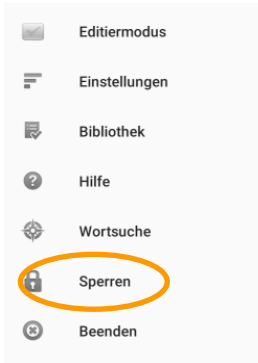 Editiermodus
Einstellungen
Bibliothek
Hilfe
Wortsuche
Sperren
Beenden